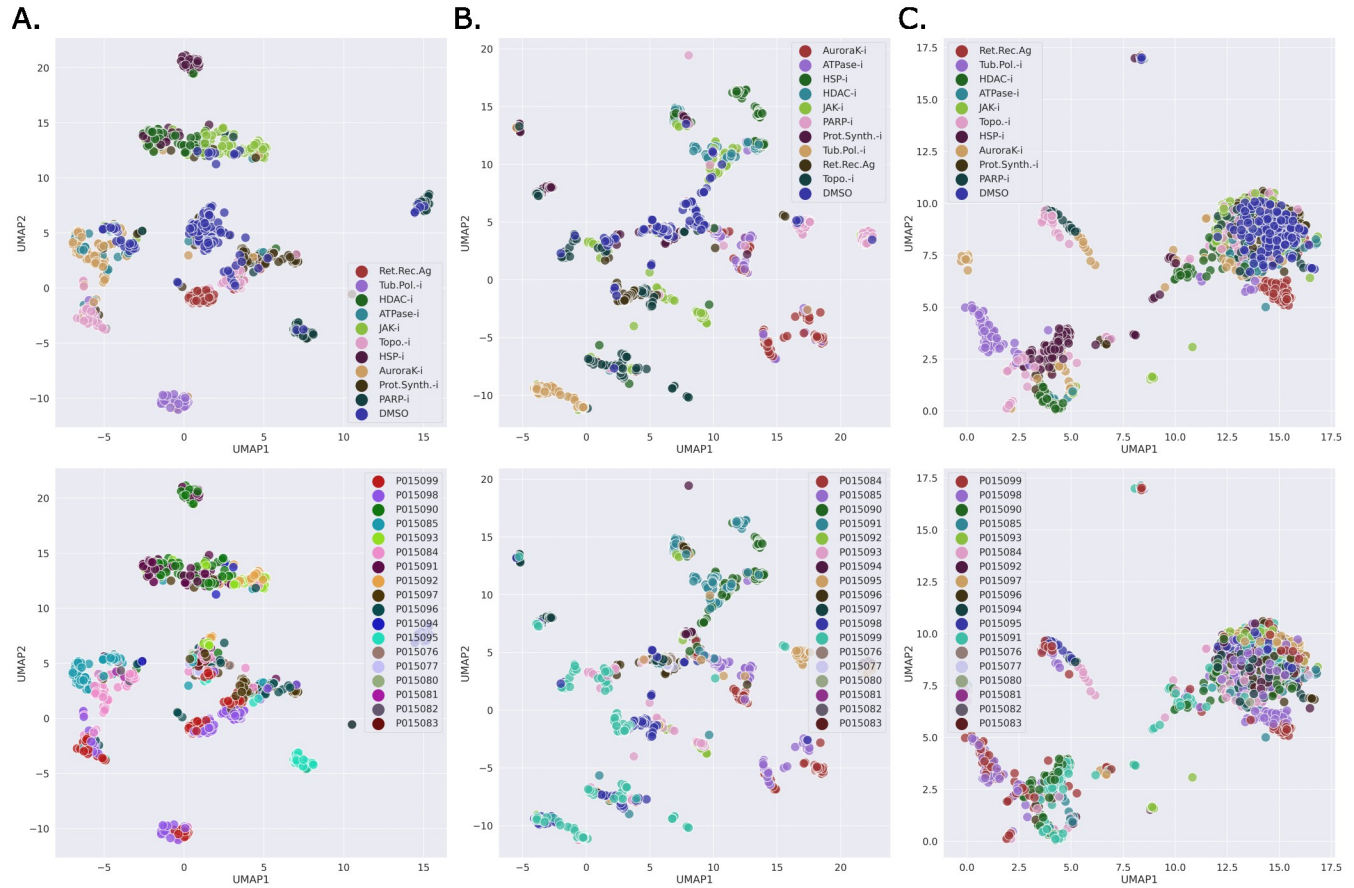 A.
B.
C.
20
15
10
5
0
−5
−10
UMAP2
−5
0
5
10
15
UMAP1
Ret.Rec.Ag
Tub.Pol.-i
HDAC-i
ATPase-i
JAK-i
Topo.-i
HSP-i
AuroraK-i
Prot.Synth.-i
PARP-i
DMSO
20
15
10
5
0
−5
−10
UMAP2
−5
0
5
10
15
20
UMAP1
AuroraK-i
ATPase-i
HSP-i
HDAC-i
JAK-i
PARP-i
Prot.Synth.-i
Tub.Pol.-i
Ret.Rec.Ag
Topo.-i
DMSO
17.5
15.0
12.5
10.0
7.5
5.0
2.5
0.0
UMAP2
0.0
2.5
5.0
7.5
10.0
12.5
15.0
17.5
UMAP1
Ret.Rec.Ag
Tub.Pol.-i
HDAC-i
ATPase-i
JAK-i
Topo.-i
HSP-i
AuroraK-i
Prot.Synth.-i
PARP-i
DMSO
20
15
10
5
0
−5
−10
UMAP2
−5
0
5
10
15
UMAP1
P015099
P015098
P015090
P015085
P015093
P015084
P015091
P015092
P015097
P015096
P015094
P015095
P015076
P015077
P015080
P015081
P015082
P015083
20
15
10
5
0
−5
−10
UMAP2
−5
0
5
10
15
20
UMAP1
P015084
P015085
P015090
P015091
P015092
P015093
P015094
P015095
P015096
P015097
P015098
P015099
P015076
P015077
P015080
P015081
P015082
P015083
17.5
15.0
12.5
10.0
7.5
5.0
2.5
0.0
UMAP2
0.0
2.5
5.0
7.5
10.0
12.5
15.0
17.5
UMAP1
P015099
P015098
P015090
P015085
P015093
P015084
P015092
P015097
P015096
P015094
P015095
P015091
P015076
P015077
P015080
P015081
P015082
P015083